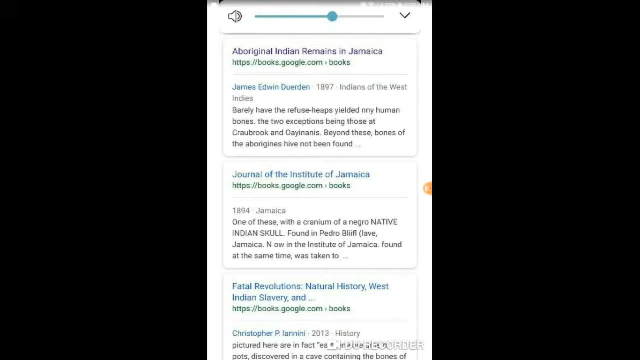 Aboriginal Indian Remains in Jamaica
https://books.google.com › books
James Edwin Duerden · 1897 · Indians of the West
Indies
Barely have the refuse-heaps yielded nny human
bones. the two exceptions being those at
Craubrook and Oayinanis. Beyond these, bones of
the aborigines hive not been found ...
Journal of the Institute of Jamaica
https://books.google.com › books
1894 · Jamaica
One of these, with a cranium of a negro NATIVE
INDIAN SKULL. Found in Pedro Bliifl (lave,
Jamaica. N ow in the Institute of Jamaica. found
at the same time, was taken to ...
Fatal Revolutions: Natural History, West
Indian Slavery, and ...
https://books.google.com › books
Christopher P. Iannini · 2013 · History
pictured here are in fact "ea
RECORDER
pots, discovered in a cave containing the bones of